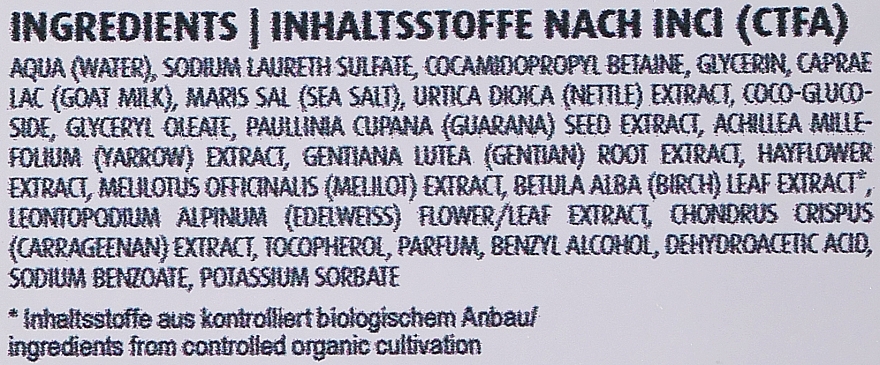 INGREDIENTS | INHALTSSTOFFE NACH INCI (CTFA)
AQUA (WATER), SODIUM LAURETH SULFATE, COCAMIDOPROPYL BETAINE, GLYCERIN, CAPRAE
LAC (GOAT MILK), MARIS SAL (SEA SALT), URTICA DIOICA (NETTLE) EXTRACT, COCO-GLUCO-
SIDE, GLYCERYL OLEATE, PAULLINIA CUPANA (GUARANA) SEED EXTRACT, ACHILLEA MILLE-
FOLIUM (YARROW) EXTRACT, GENTIANA LUTEA (GENTIAN) ROOT EXTRACT, HAYFLOWER
EXTRACT, MELILOTUS OFFICINALIS (MELILOT) EXTRACT, BETULA ALBA (BIRCH) LEAF EXTRACT*,
LEONTOPODIUM ALPINUM (EDELWEISS) FLOWER/LEAF EXTRACT, CHONDRUS CRISPUS
(CARRAGEENAN) EXTRACT, TOCOPHEROL, PARFUM, BENZYL ALCOHOL, DEHYDROACETIC ACID,
SODIUM BENZOATE, POTASSIUM SORBATE
* Inhaltsstoffe aus kontrolliert biologischem Anbau/
ingredients from controlled organic cultivation